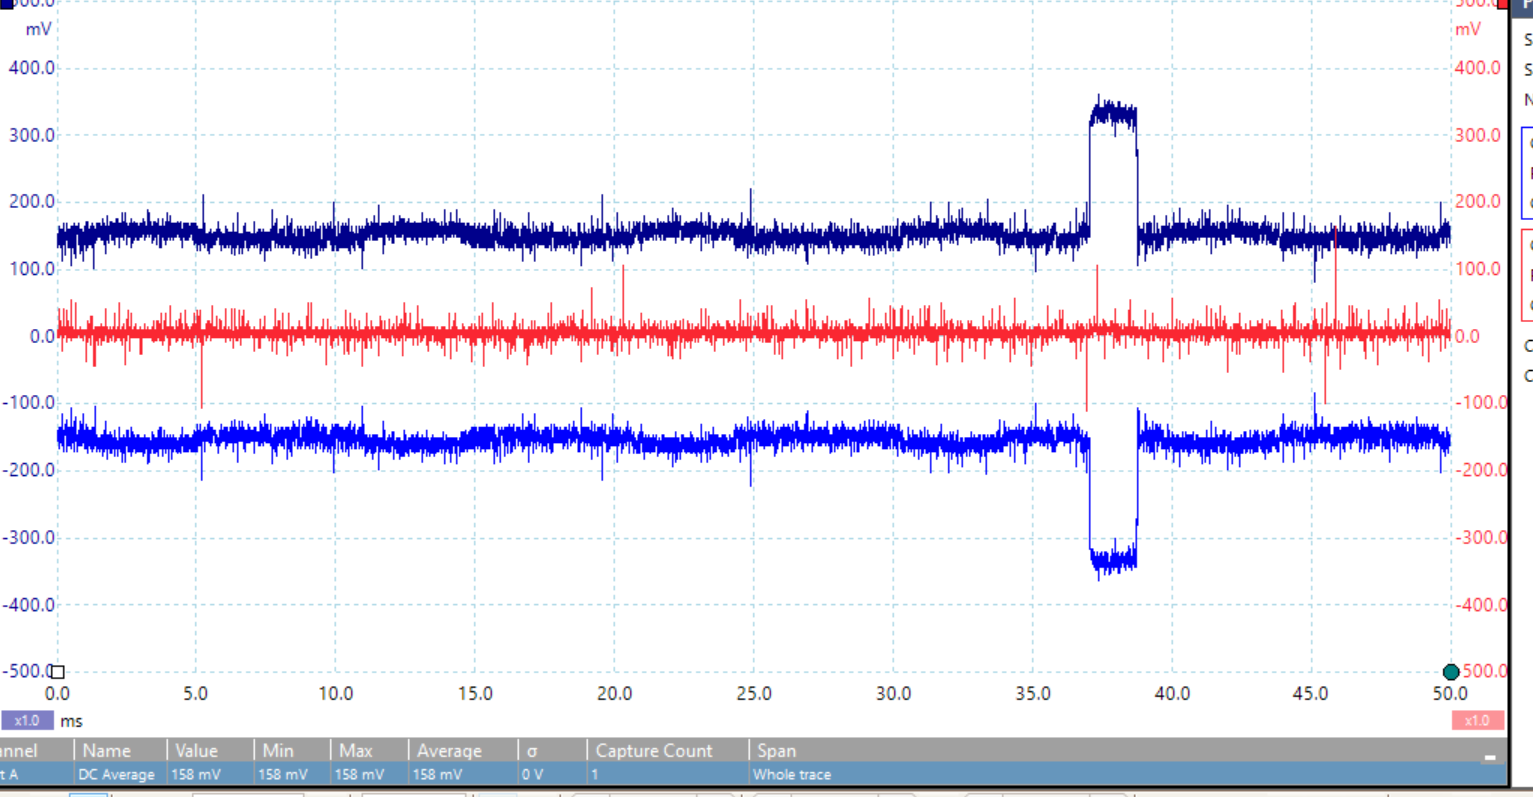 mV mV
400.0 400.0
300.0 300.0
200.0 200.0
100.0 100.0
0.0 0.0
-100.0 -100.0
-200.0 -200.0
-300.0 -300.0
-400.0 -400.0
-500.0 500.0
0.0 5.0 10.0 15.0 20.0 25.0 30.0 35.0 40.0 45.0 50.0
x1.0 ms x1.0
nnel Name Value Min Max Average σ Capture Count Span
t A DC Average 158 mV 158 mV 158 mV 158 mV 0 V 1 Whole trace